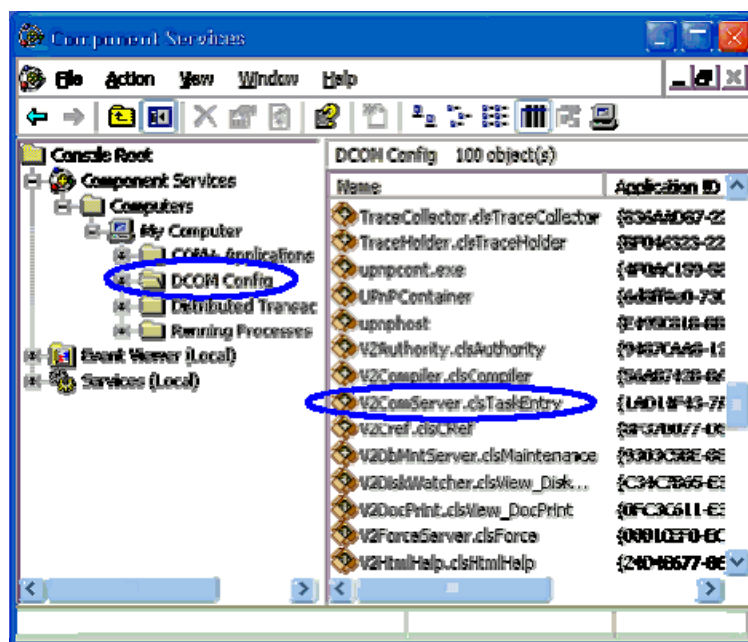 Component Services
File Action View Window Help
Console Root
Component Services
Computers
My Computer
COM+ Applications
DCOM Config
Distributed Transac
Running Processes
Event Viewer (Local)
Services (Local)
DCOM Config 100 object(s)
Name Application ID
TraceCollector.clsTraceCollector
TraceHolder.clsTraceHolder
upnpcont.exe
UPnPContainer
upnphost
V2Authority.clsAuthority
V2Compiler.clsCompiler
V2ComServer.clsTaskEntry
V2Cref.clsCRef
V2DbMntServer.clsMaintenance
V2DiskWatcher.clsView_Disk...
V2DocPrint.clsView_DocPrint
V2ForceServer.clsForce
V2HtmlHelp.clsHtmlHelp